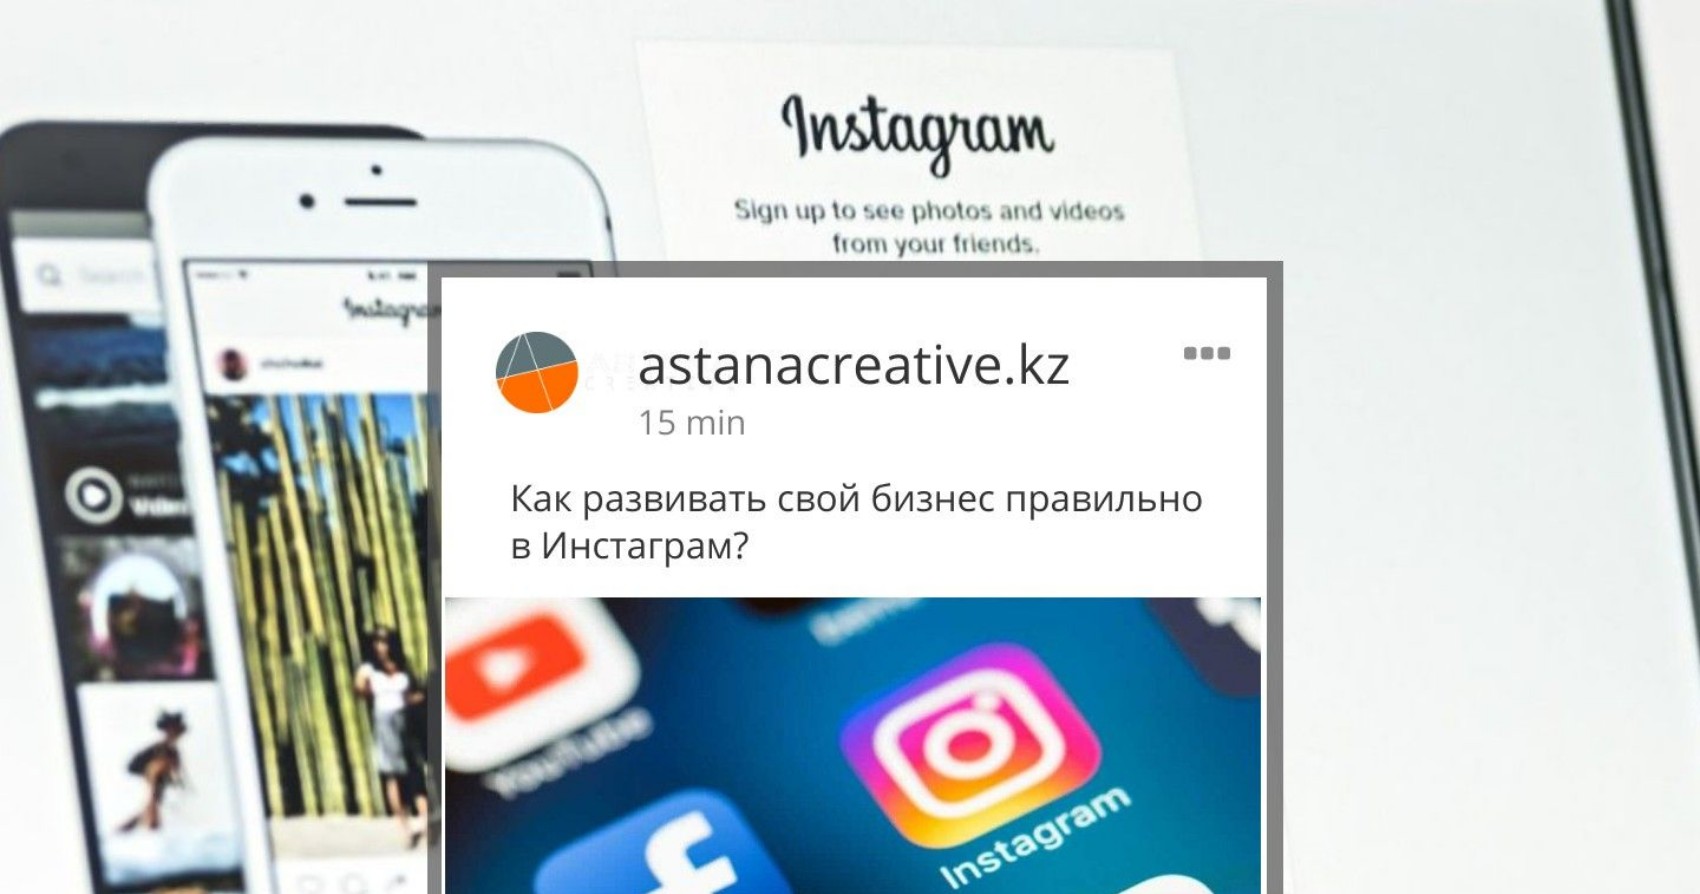 Instagram
Sign up to see photos and videos
from your friends.
Search
Instagram
astanacreative.kz
15 min
Как развивать свой бизнес правильно
в Инстаграм?
YouTube
Instagram